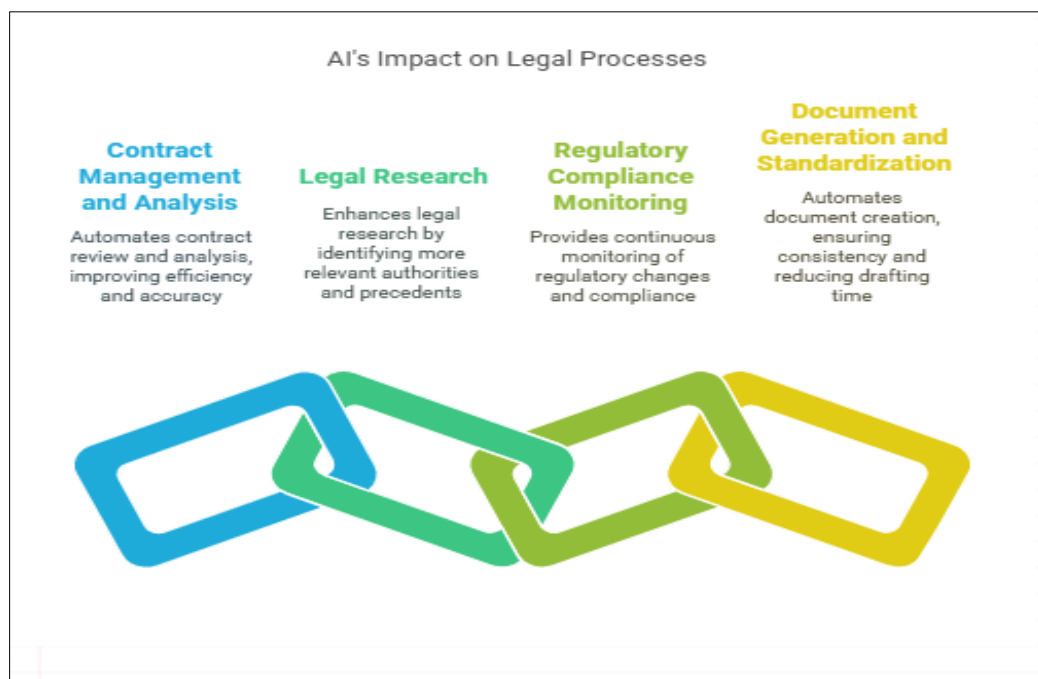 AI's Impact on Legal Processes
Contract
Management
and Analysis
Automates contract
review and analysis,
improving efficiency
and accuracy
Legal Research
Enhances legal
research by
identifying more
relevant authorities
and precedents
Regulatory
Compliance
Monitoring
Provides continuous
monitoring of
regulatory changes
and compliance
Document
Generation and
Standardization
Automates
document creation,
ensuring
consistency and
reducing drafting
time